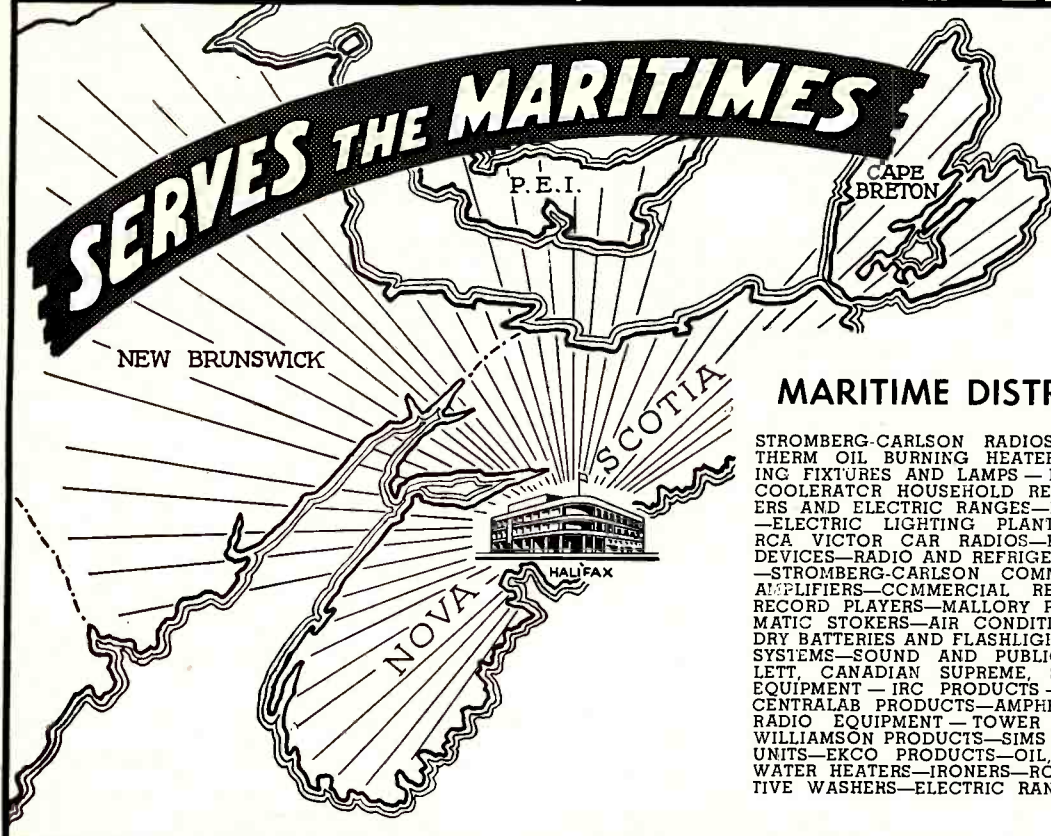 SERVES THE MARITIMES
P.E.I.
CAPE
BRETON
NEW BRUNSWICK
NOVA SCOTIA
HALIFAX
MARITIME DISTR
STROMBERG-CARLSON RADIOS
THERM OIL BURNING HEATER
ING FIXTURES AND LAMPS —
COOLERATOR HOUSEHOLD RE
ERS AND ELECTRIC RANGES—
—ELECTRIC LIGHTING PLANT
RCA VICTOR CAR RADIOS—
DEVICES—RADIO AND REFRIGE
—STROMBERG-CARLSON COMM
AMPLIFIERS—COMMERCIAL RE
RECORD PLAYERS—MALLORY P
MATIC STOKERS—AIR CONDITI
DRY BATTERIES AND FLASHLIG
SYSTEMS—SOUND AND PUBLI
LETT, CANADIAN SUPREME,
EQUIPMENT — IRC PRODUCTS —
CENTRALAB PRODUCTS—AMPHE
RADIO EQUIPMENT — TOWER
WILLIAMSON PRODUCTS—SIMS
UNITS—EKCO PRODUCTS—OIL,
WATER HEATERS—IRONERS—RO
TIVE WASHERS—ELECTRIC RAN